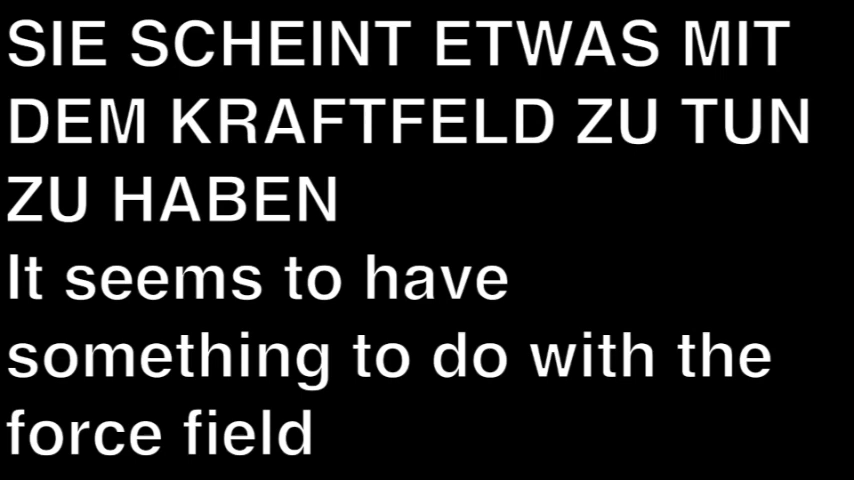 SIE SCHEINT ETWAS MIT
DEM KRAFTFELD ZU TUN
ZU HABEN
It seems to have
something to do with the
force field